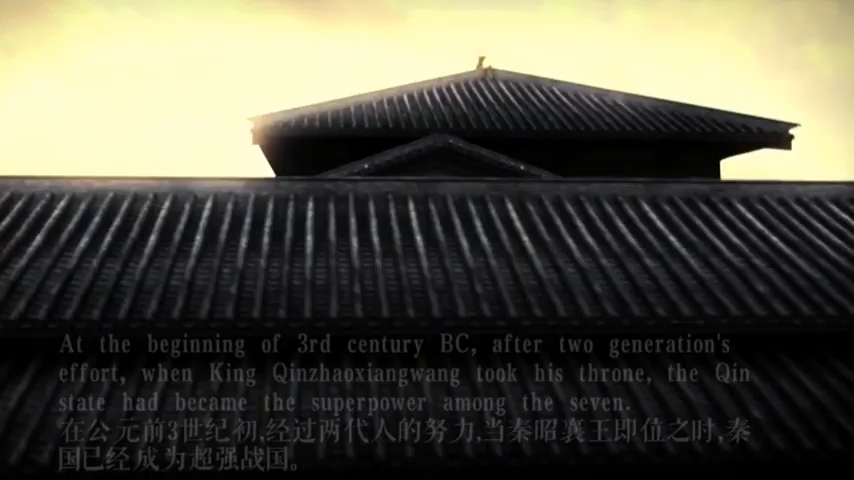 At the beginning of 3rd century BC, after two generation's
effort, when King Qinzhaoxiangwang took his throne, the Qin
state had became the superpower among the seven.
在公元前3世纪初,经过两代人的努力,当秦昭襄王即位之时,秦
国已经成为超强战国。